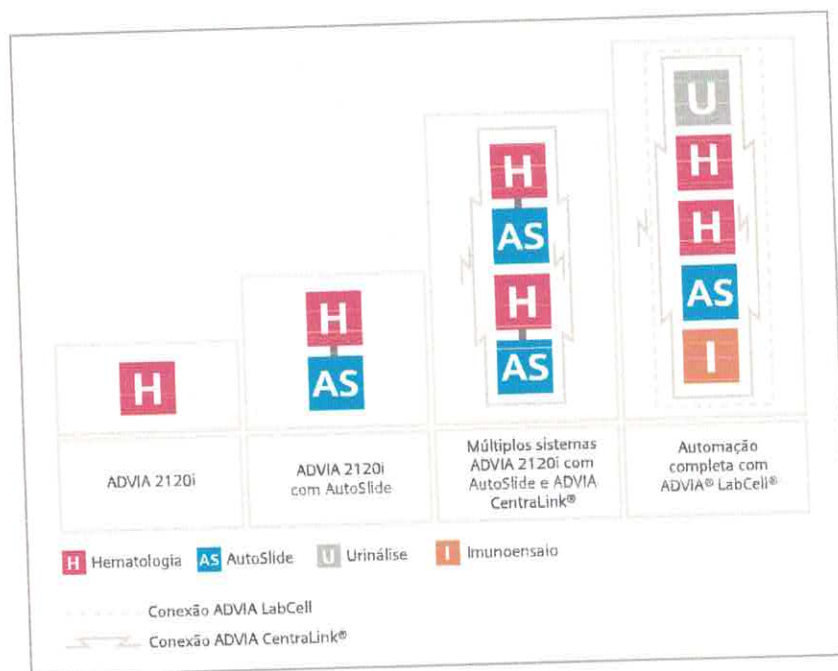 U
H
H
AS
I
H
AS
H
AS
H
AS
H
ADVIA 2120i
ADVIA 2120i
com AutoSlide
Múltiplos sistemas
ADVIA 2120i com
AutoSlide e ADVIA
CentraLink®
Automação
completa com
ADVIA® LabCell®
H Hematologia AS AutoSlide U Urinálise I Imunoensaio
Conexão ADVIA LabCell
Conexão ADVIA CentraLink®